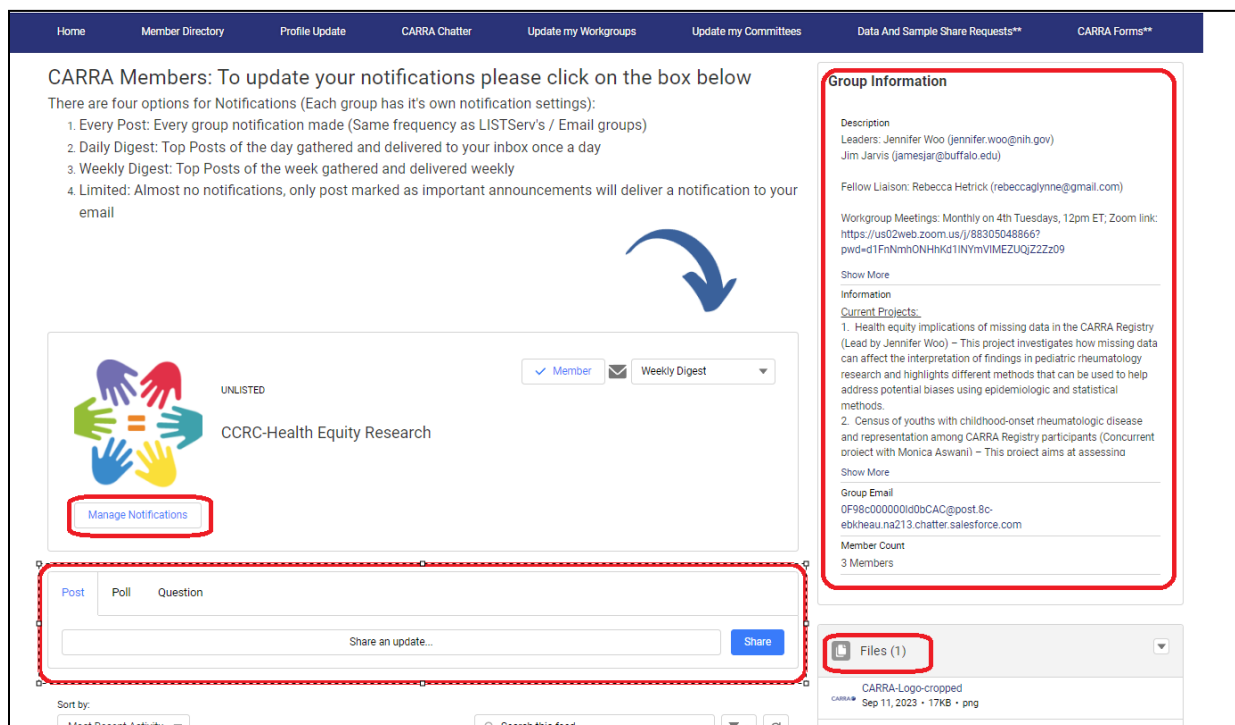 Home Member Directory Profile Update CARRA Chatter Update my Workgroups Update my Committees Data And Sample Share Requests** CARRA Forms**
CARRA Members: To update your notifications please click on the box below
There are four options for Notifications (Each group has it's own notification settings):
1. Every Post: Every group notification made (Same frequency as LISTServ's / Email groups)
2. Daily Digest: Top Posts of the day gathered and delivered to your inbox once a day
3. Weekly Digest: Top Posts of the week gathered and delivered weekly
4. Limited: Almost no notifications, only post marked as important announcements will deliver a notification to your
email
UNLISTED
Member
Weekly Digest
CCRC-Health Equity Research
Manage Notifications
Post Poll Question
Share an update...
Share
Sort by:
Most Recent Activity
Search this feed...
Group Information
Description
Leaders: Jennifer Woo (jennifer.woo@nih.gov)
Jim Jarvis (jamesjar@buffalo.edu)
Fellow Liaison: Rebecca Hetrick (rebeccaglynne@gmail.com)
Workgroup Meetings: Monthly on 4th Tuesdays, 12pm ET; Zoom link:
https://us02web.zoom.us/j/88305048866?
pwd=d1FnNmhONHhKd1INYmVIMEZUQjZ2Zz09
Show More
Information
Current Projects:
1. Health equity implications of missing data in the CARRA Registry
(Lead by Jennifer Woo) – This project investigates how missing data
can affect the interpretation of findings in pediatric rheumatology
research and highlights different methods that can be used to help
address potential biases using epidemiologic and statistical
methods.
2. Census of youths with childhood-onset rheumatologic disease
and representation among CARRA Registry participants (Concurrent
project with Monica Aswani) – This project aims at assessing
Show More
Group Email
0F98c000000Id0bCAC@post.8c-
ebkheau.na213.chatter.salesforce.com
Member Count
3 Members
Files (1)
CARRA
CARRA-Logo-cropped
Sep 11, 2023 • 17KB • png